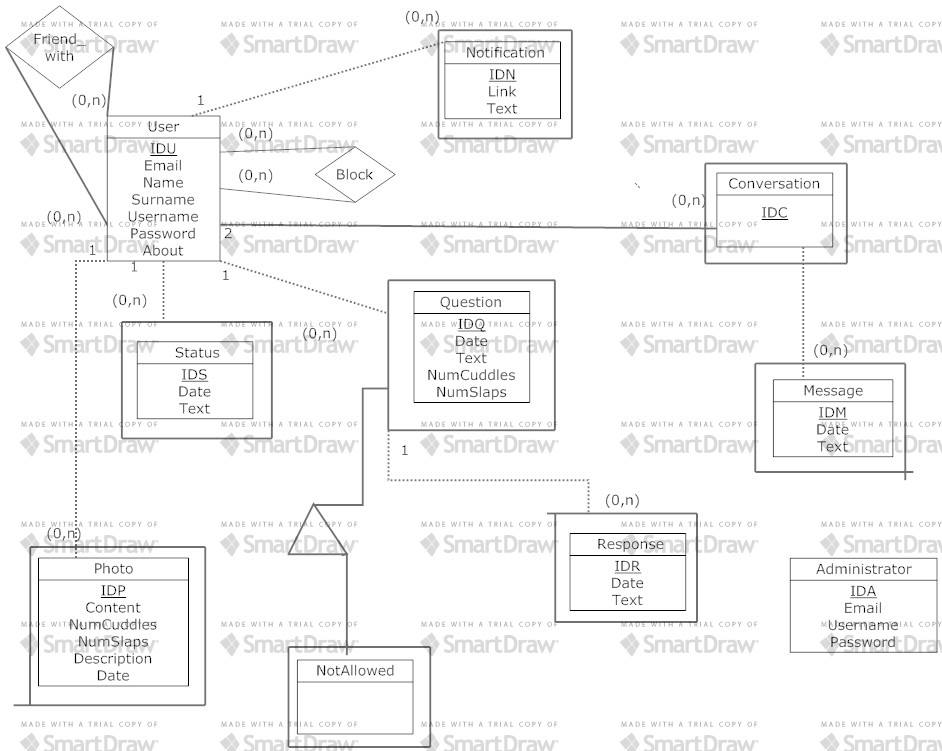 Friend_
with
(0,n)
(0,n)
1
(0,n)
User
IDU
Email
Name
Surname
Username
Password
About
(0,n)
(0,n)
Block
Notification
IDN
Link
Text
2
(0,n)
Conversation
IDC
1
1
1
(0,n)
(0,n)
Status
IDS
Date
Text
Question
IDQ
Date
Text
NumCuddles
NumSlaps
(0,n)
Message
IDM
Date
Text
1
(0,n)
(0,n)
Photo
IDP
Content
NumCuddles
NumSlaps
Description
Date
NotAllowed
Response
IDR
Date
Text
Administrator
IDA
Email
Username
Password
MADE WITH A TRIAL COPY OF
SmartDraw